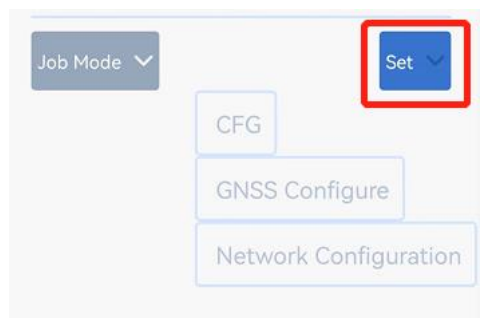 Job Mode
Set
CFG
GNSS Configure
Network Configuration